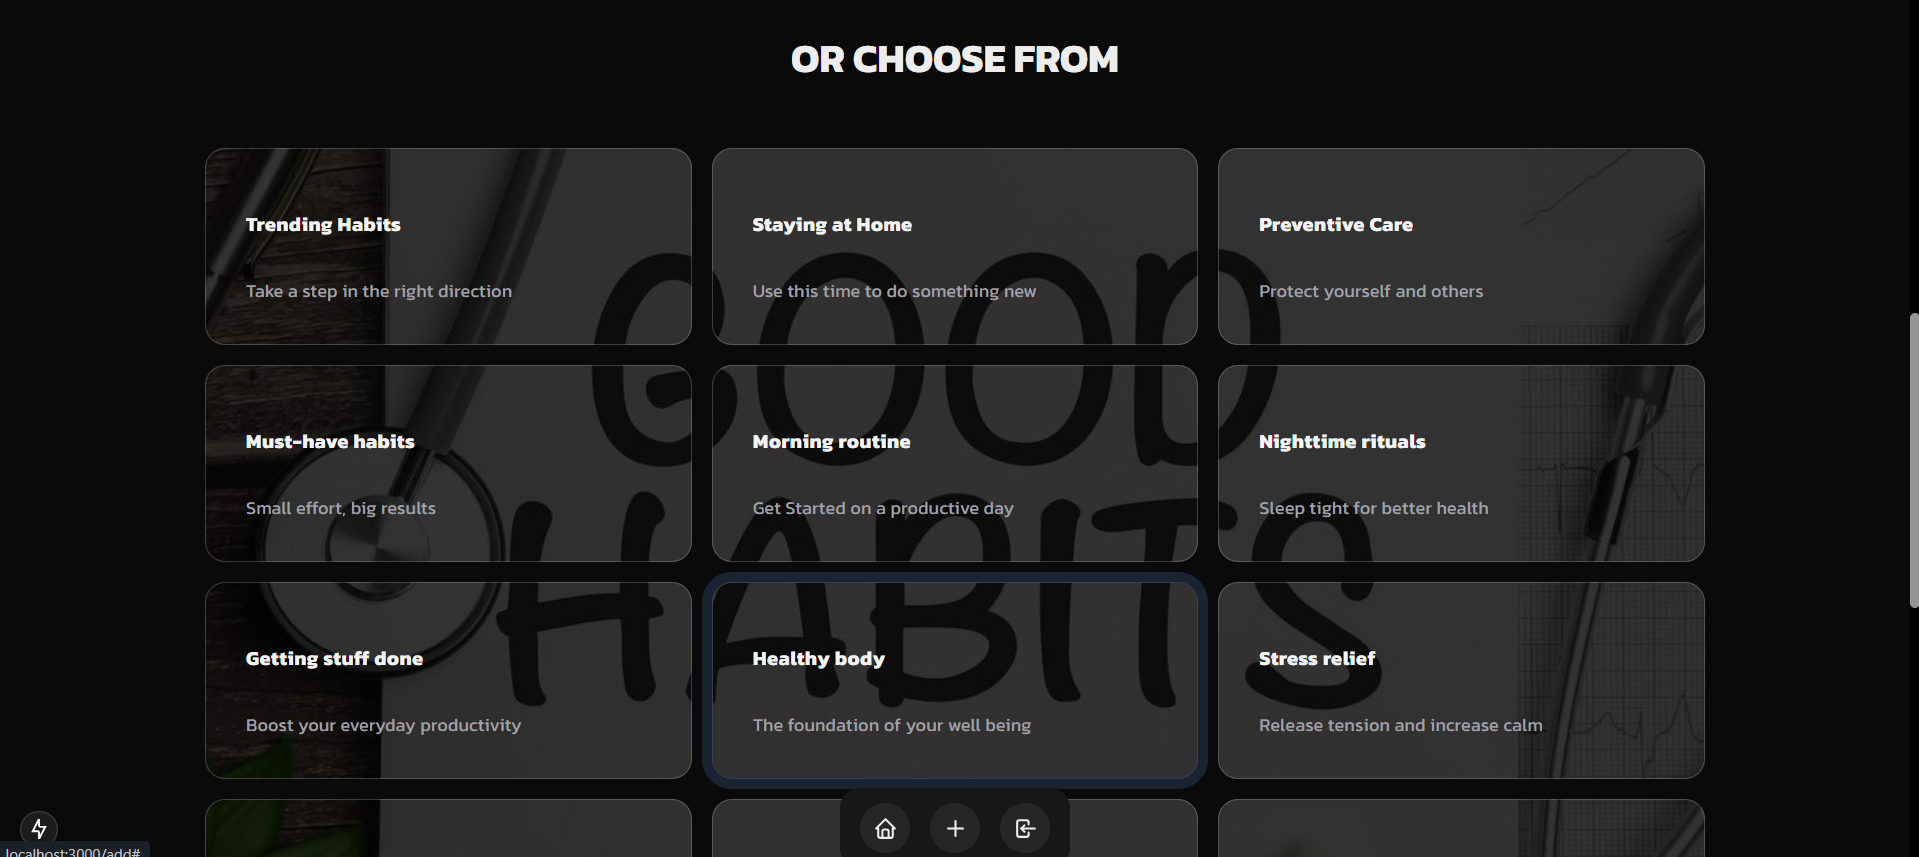 OR CHOOSE FROM
Trending Habits
Take a step in the right direction
Staying at Home
Use this time to do something new
Preventive Care
Protect yourself and others
GOOD
Must-have habits
Small effort, big results
Morning routine
Get Started on a productive day
Nighttime rituals
Sleep tight for better health
HABITS
Getting stuff done
Boost your everyday productivity
Healthy body
The foundation of your well being
Stress relief
Release tension and increase calm
localhost:3000/add#